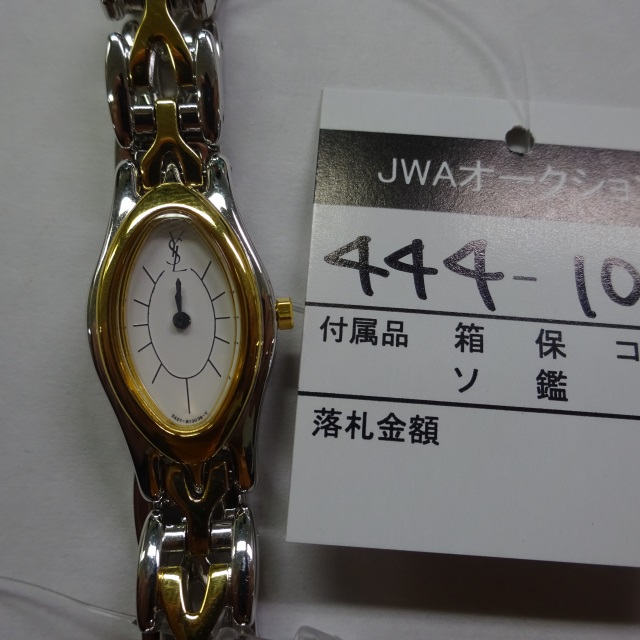 YSL
JWAオークショ
444-10
付属品 箱 保 コ
ソ 鑑
落札金額